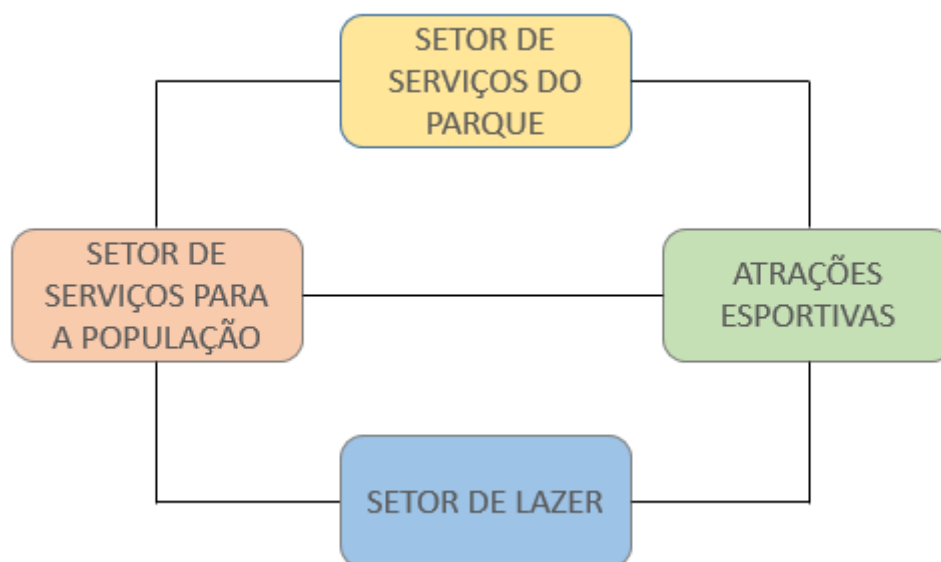 SETOR DE
SERVIÇOS DO
PARQUE
SETOR DE
SERVIÇOS PARA
A POPULAÇÃO
ATRAÇÕES
ESPORTIVAS
SETOR DE LAZER